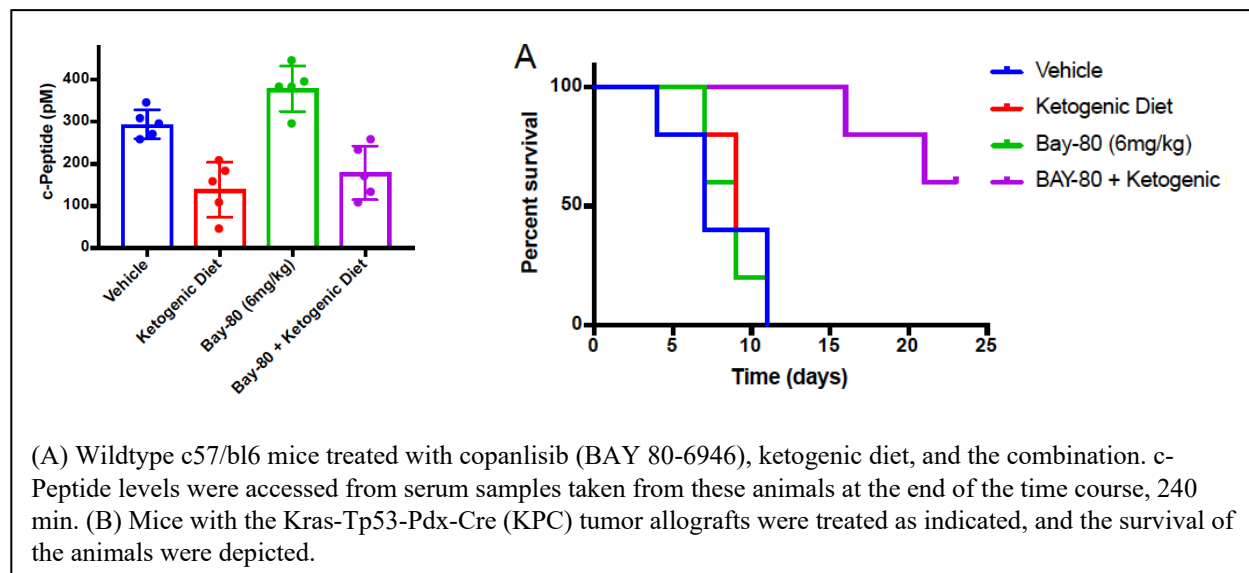 c-Peptide (pM)
400
300
200
100
0
Vehicle
Ketogenic Diet
Bay-80 (6mg/kg)
Bay-80 + Ketogenic Diet
A
Percent survival
100
50
0
0 5 10 15 20 25
Time (days)
Vehicle
Ketogenic Diet
Bay-80 (6mg/kg)
BAY-80 + Ketogenic
(A) Wildtype c57/bl6 mice treated with copanlisib (BAY 80-6946), ketogenic diet, and the combination. c-
Peptide levels were accessed from serum samples taken from these animals at the end of the time course, 240
min. (B) Mice with the Kras-Tp53-Pdx-Cre (KPC) tumor allografts were treated as indicated, and the survival of
the animals were depicted.